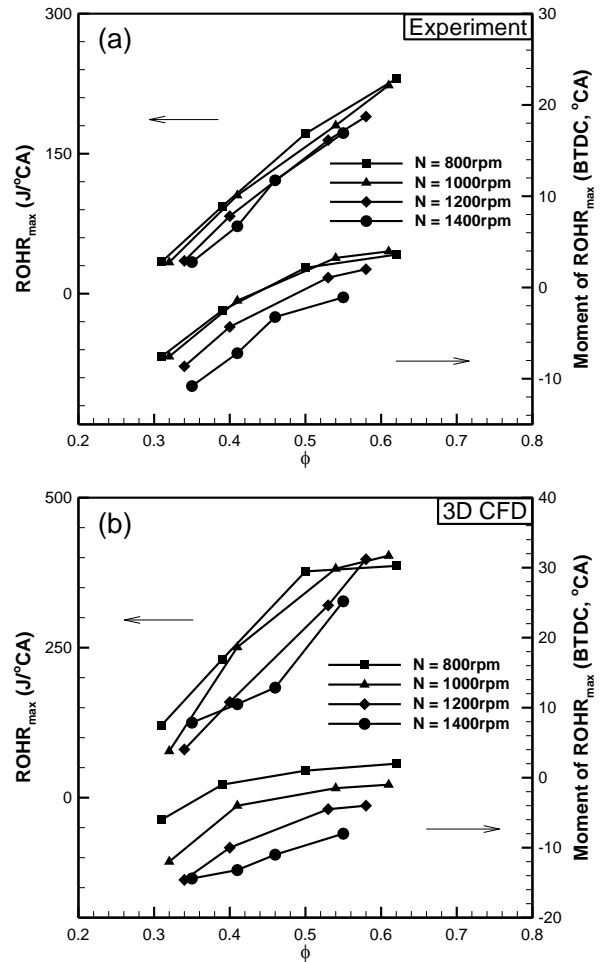 (a)
Experiment
300
150
0
ROHRmax (J/°CA)
30
20
10
0
-10
Moment of ROHRmax (BTDC, °CA)
N = 800rpm
N = 1000rpm
N = 1200rpm
N = 1400rpm
0.2 0.3 0.4 0.5 0.6 0.7 0.8
ϕ
(b)
3D CFD
500
250
0
ROHRmax (J/°CA)
40
30
20
10
0
-10
-20
Moment of ROHRmax (BTDC, °CA)
N = 800rpm
N = 1000rpm
N = 1200rpm
N = 1400rpm
0.2 0.3 0.4 0.5 0.6 0.7 0.8
ϕ